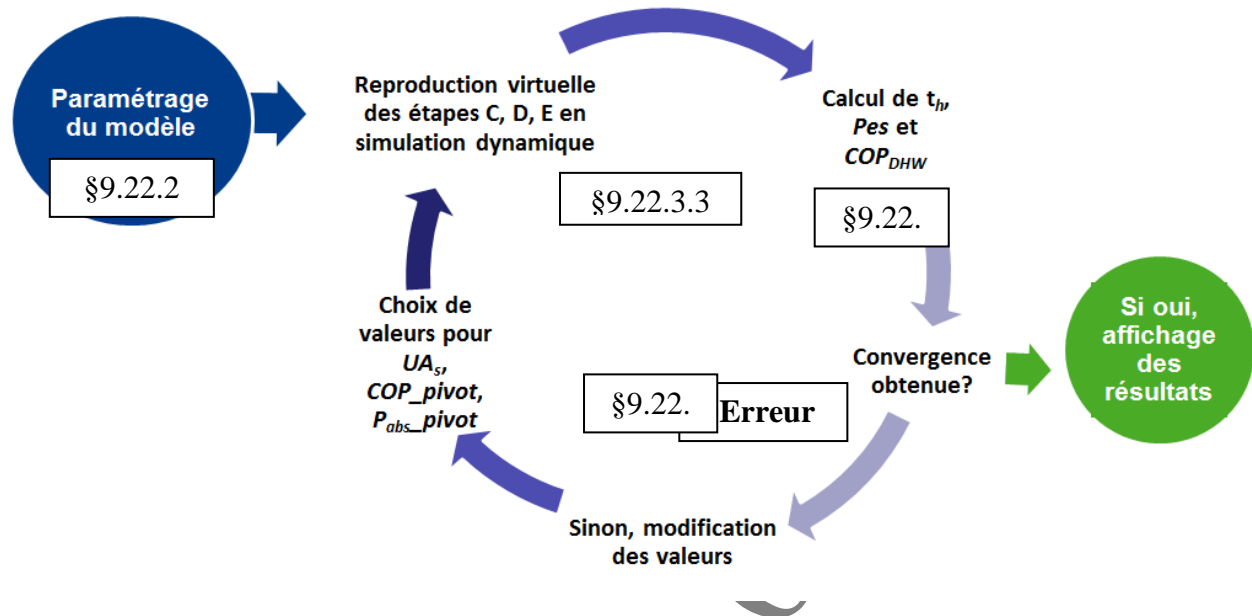 Paramétrage
du modèle
§9.22.2
Reproduction virtuelle
des étapes C, D, E en
simulation dynamique
§9.22.3.3
Calcul de th,
Pes et
COPDHW
§9.22.
Convergence
obtenue?
Si oui,
affichage
des
résultats
§9.22.
Erreur
Sinon, modification
des valeurs
Choix de
valeurs pour
UAs,
COP_pivot,
Pabs_pivot